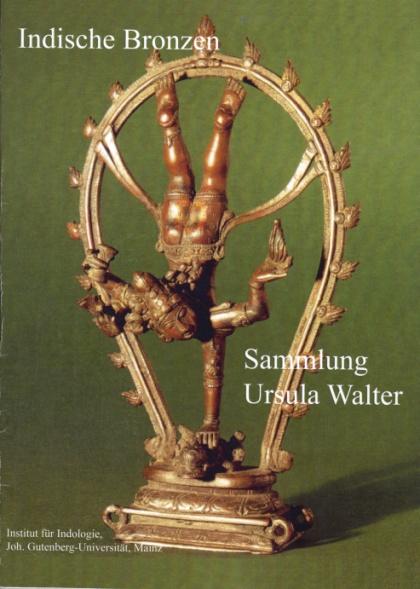 Indische Bronzen
Sammlung
Ursula Walter
Institut für Indologie,
Joh. Gutenberg-Universität, Mainz